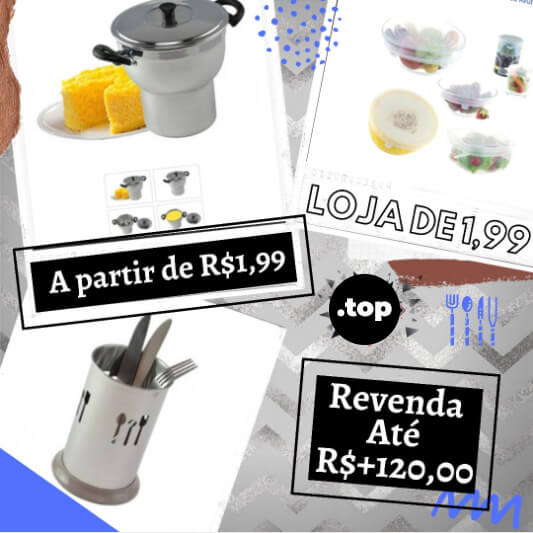 LOJA DE 1,99
A partir de R$1,99
.top
Revenda
Até
R$+120,00